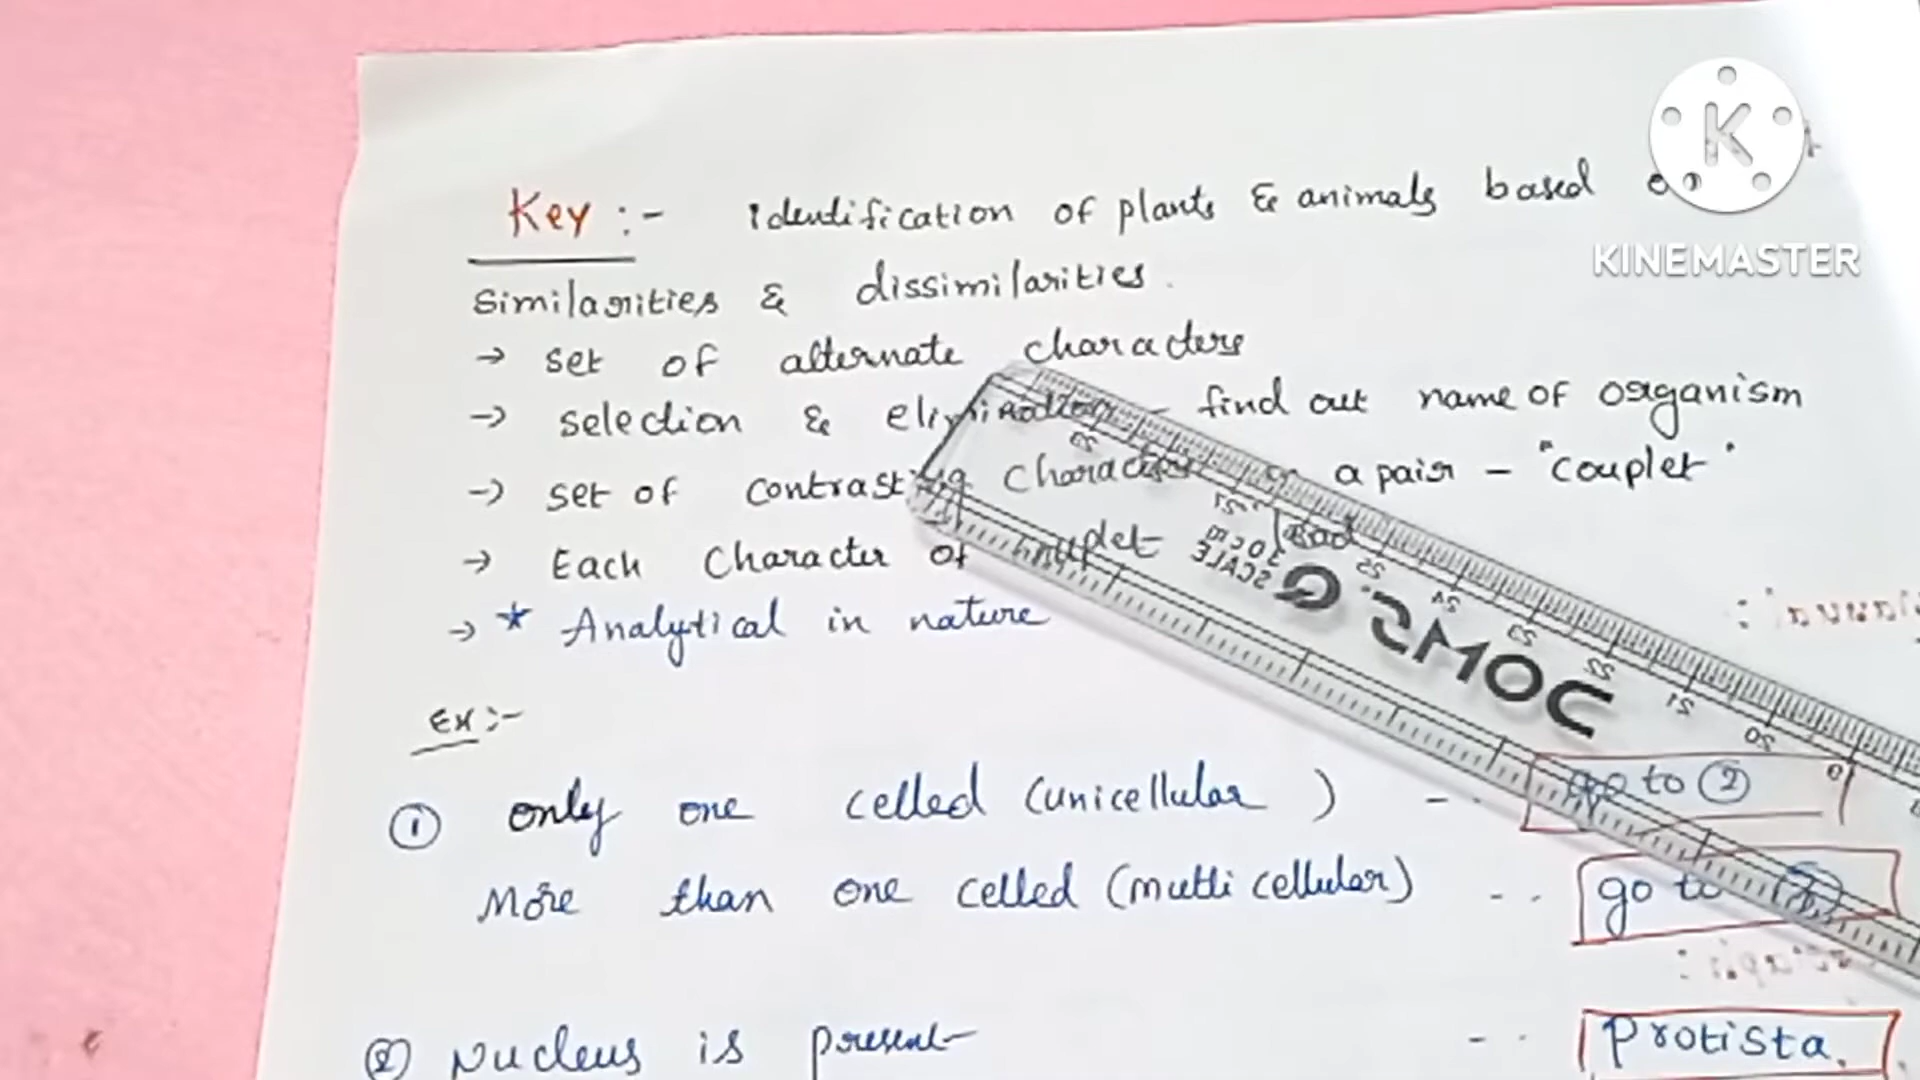 K
KINEMASTER
Key :- Identification of plants & animals based on
Similarities & dissimilarities.
→ set of alternate characters
→ selection & elimination - find out name of organism
→ set of contrasting characters a pair - "couplet"
→ Each Character of couplet Lead
→ * Analytical in nature
SCALE 30cm
DOMS
Ex :-
① only one celled (unicellular) - - go to ②
More than one celled (multi cellular) - - go to
② Nucleus is present - - Protista.